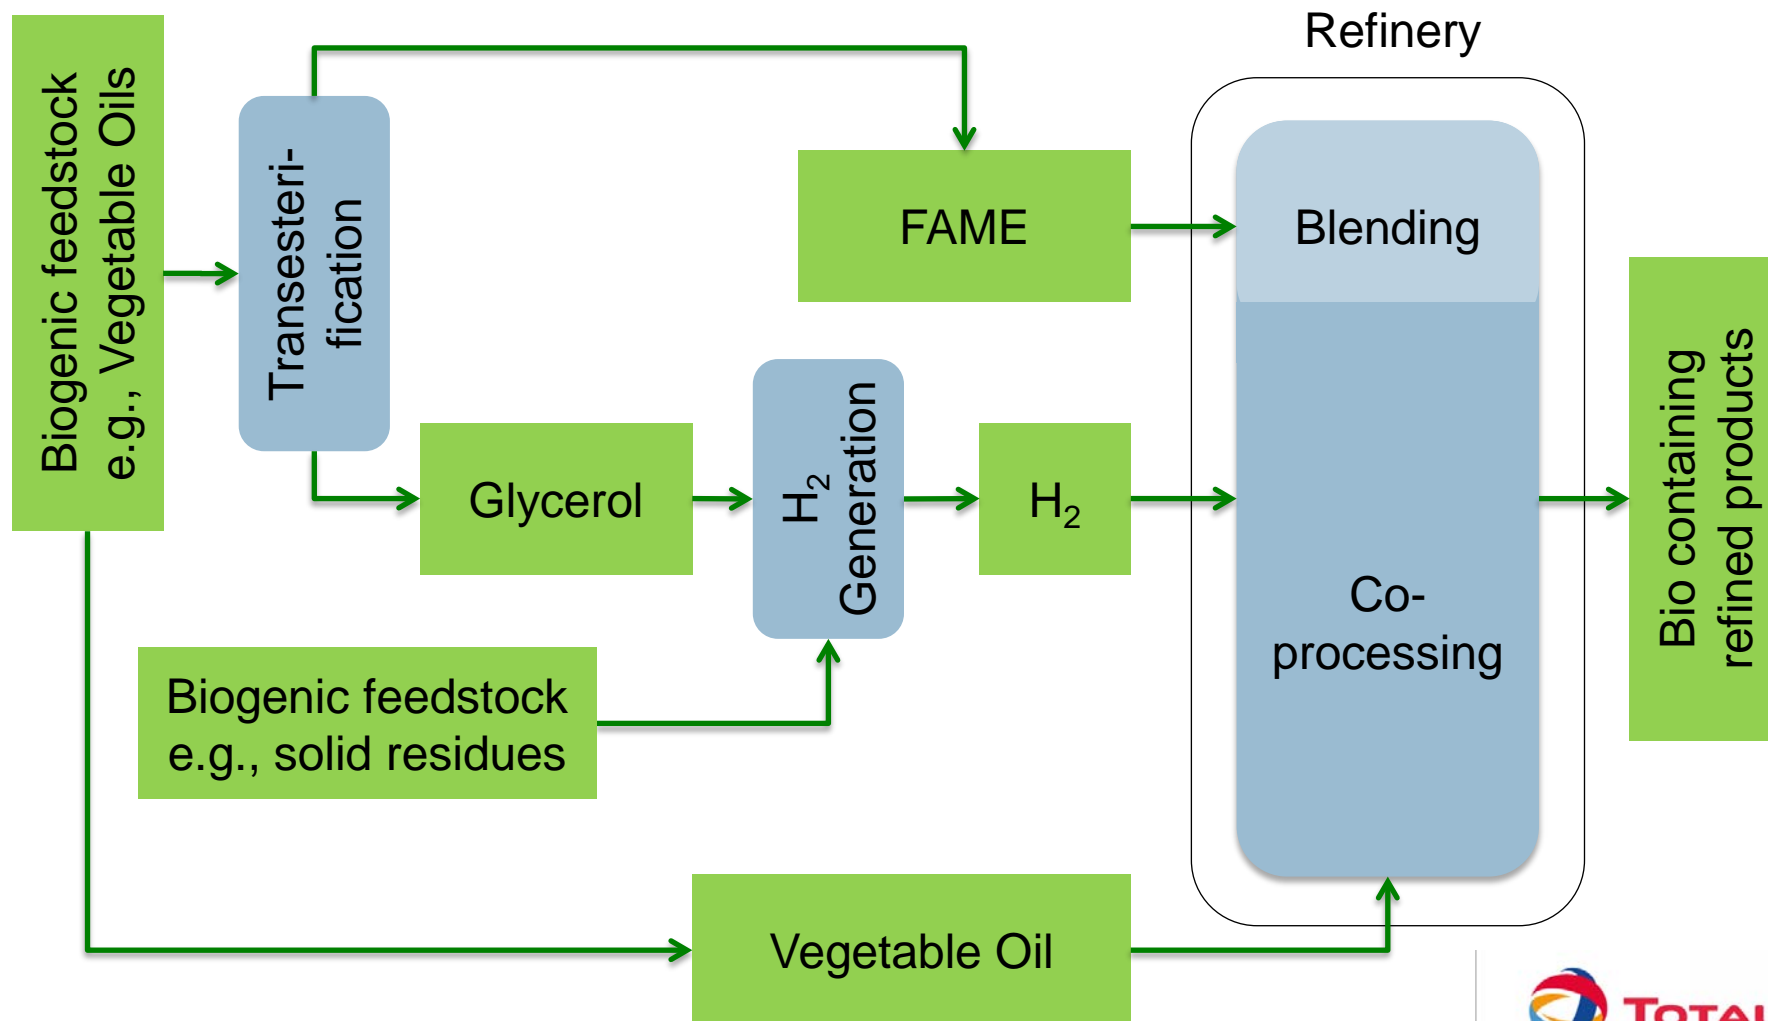 Refinery
Biogenic feedstock
e.g., Vegetable Oils
Transesteri-
fication
FAME
Blending
Glycerol
H₂
Generation
H₂
Co-
processing
Bio containing
refined products
Biogenic feedstock
e.g., solid residues
Vegetable Oil
TOTAL